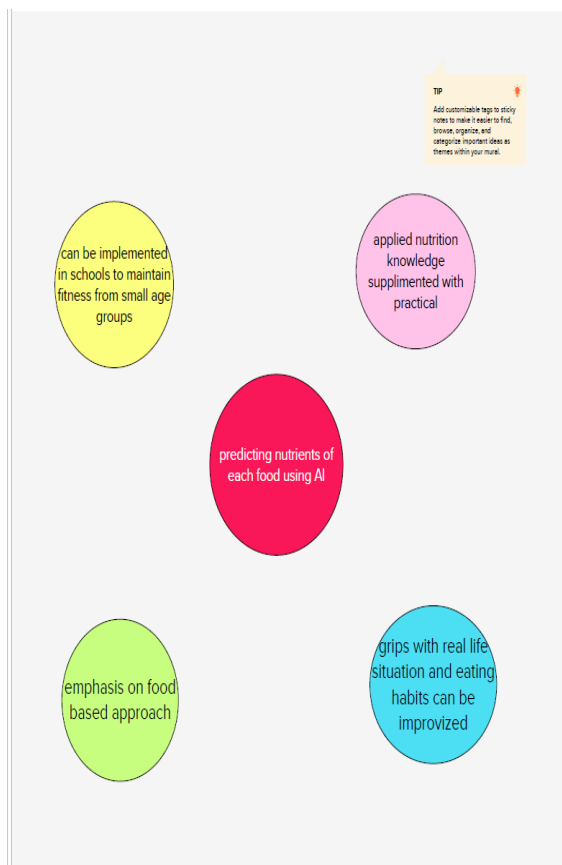 TIP
Add customizable tags to sticky
notes to make it easier to find,
browse, organize, and
categorize important ideas as
themes within your mural.
can be implemented
in schools to maintain
fitness from small age
groups
applied nutrition
knowledge
supplimented with
practical
predicting nutrients of
each food using AI
emphasis on food
based approach
grips with real life
situation and eating
habits can be
improvized